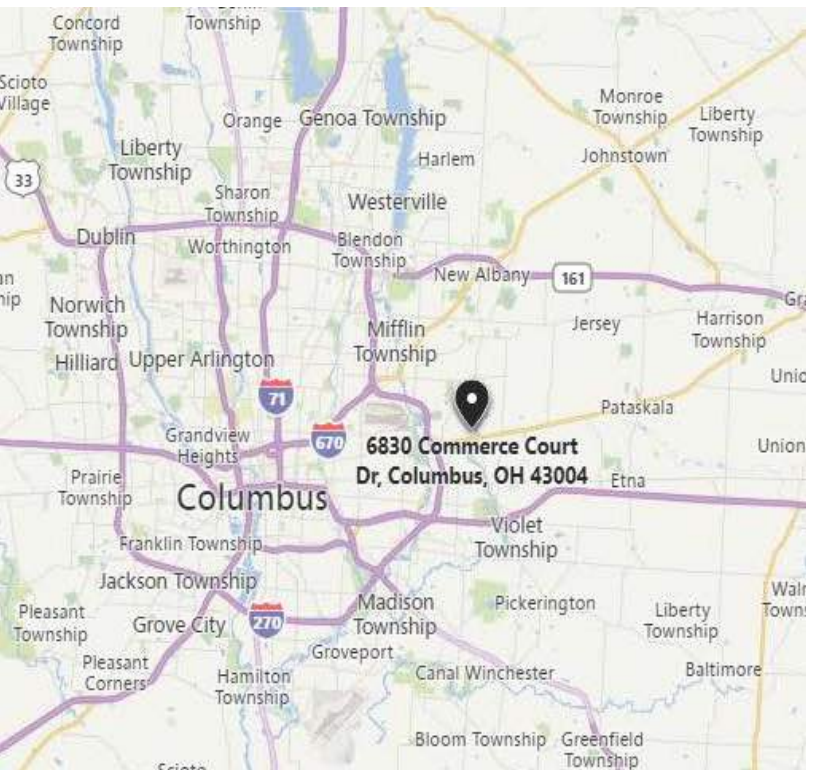 Concord
Township
Township
Scioto
Village
Orange
Genoa Township
Monroe
Township
Liberty
Township
Liberty
Township
Harlem
Johnstown
33
Sharon
Township
Westerville
Dublin
Worthington
Blendon
Township
New Albany
161
Norwich
Township
Mifflin
Township
Jersey
Harrison
Township
Hilliard
Upper Arlington
71
Pataskala
Grandview
Heights
670
6830 Commerce Court
Dr, Columbus, OH 43004
Union
Prairie
Township
Columbus
Etna
Violet
Township
Franklin Township
Jackson Township
Madison
Township
Pickerington
Liberty
Township
Pleasant
Township
Grove City
270
Groveport
Pleasant
Corners
Hamilton
Township
Canal Winchester
Baltimore
Bloom Township
Greenfield
Township
Scioto